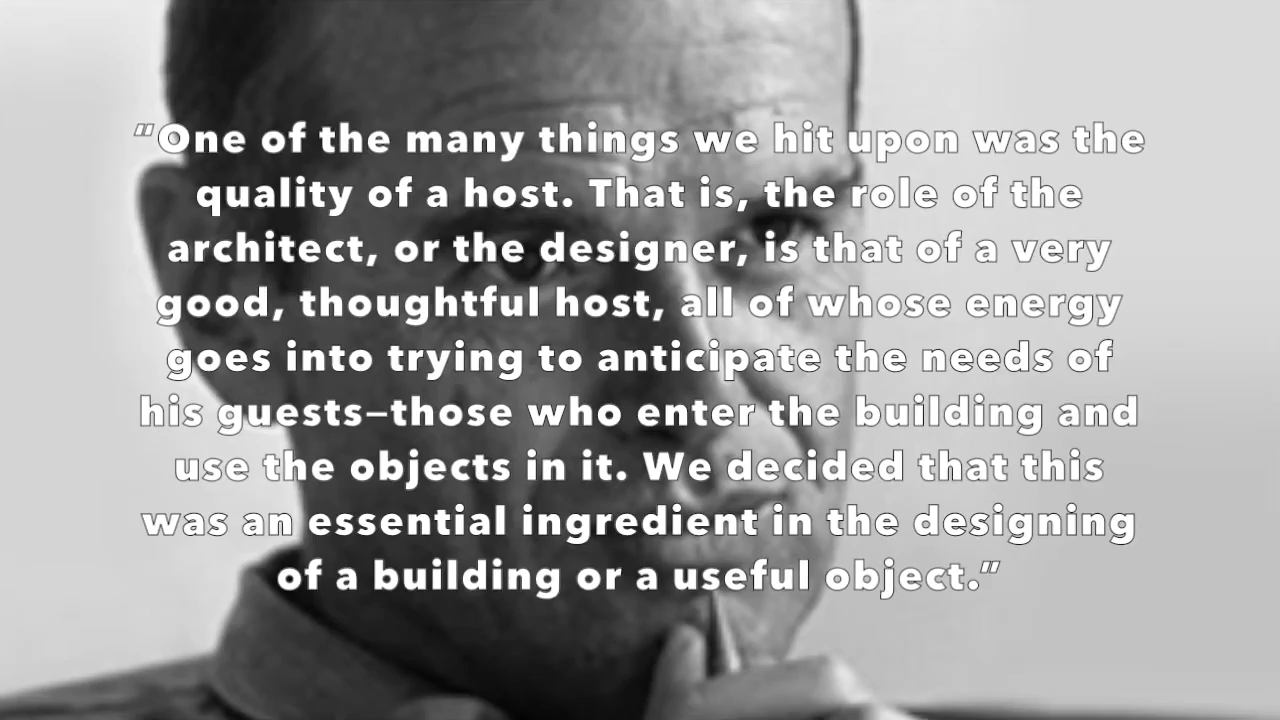 “One of the many things we hit upon was the
quality of a host. That is, the role of the
architect, or the designer, is that of a very
good, thoughtful host, all of whose energy
goes into trying to anticipate the needs of
his guests—those who enter the building and
use the objects in it. We decided that this
was an essential ingredient in the designing
of a building or a useful object.”